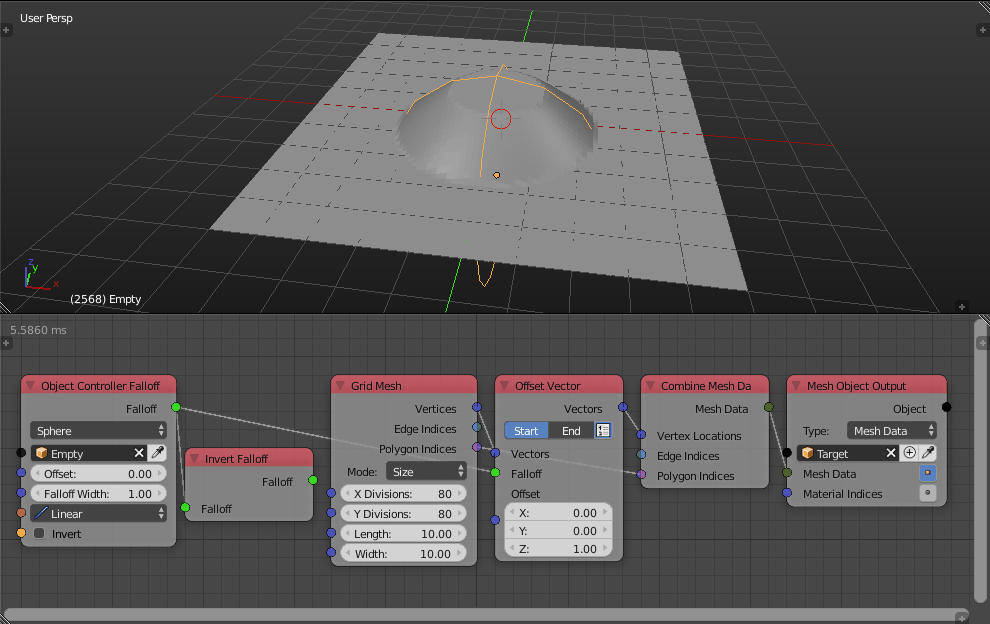 User Persp
z
y
x
(2568) Empty
5.5860 ms
Object Controller Falloff
Falloff
Sphere
Empty
Offset: 0.00
Falloff Width: 1.00
Linear
Invert
Invert Falloff
Falloff
Falloff
Grid Mesh
Vertices
Edge Indices
Polygon Indices
Mode: Size
X Divisions: 80
Y Divisions: 80
Length: 10.00
Width: 10.00
Offset Vector
Vectors
Start End
Vectors
Falloff
Offset
X: 0.00
Y: 0.00
Z: 1.00
Combine Mesh Da
Mesh Data
Vertex Locations
Edge Indices
Polygon Indices
Mesh Object Output
Object
Type: Mesh Data
Target
Mesh Data
Material Indices